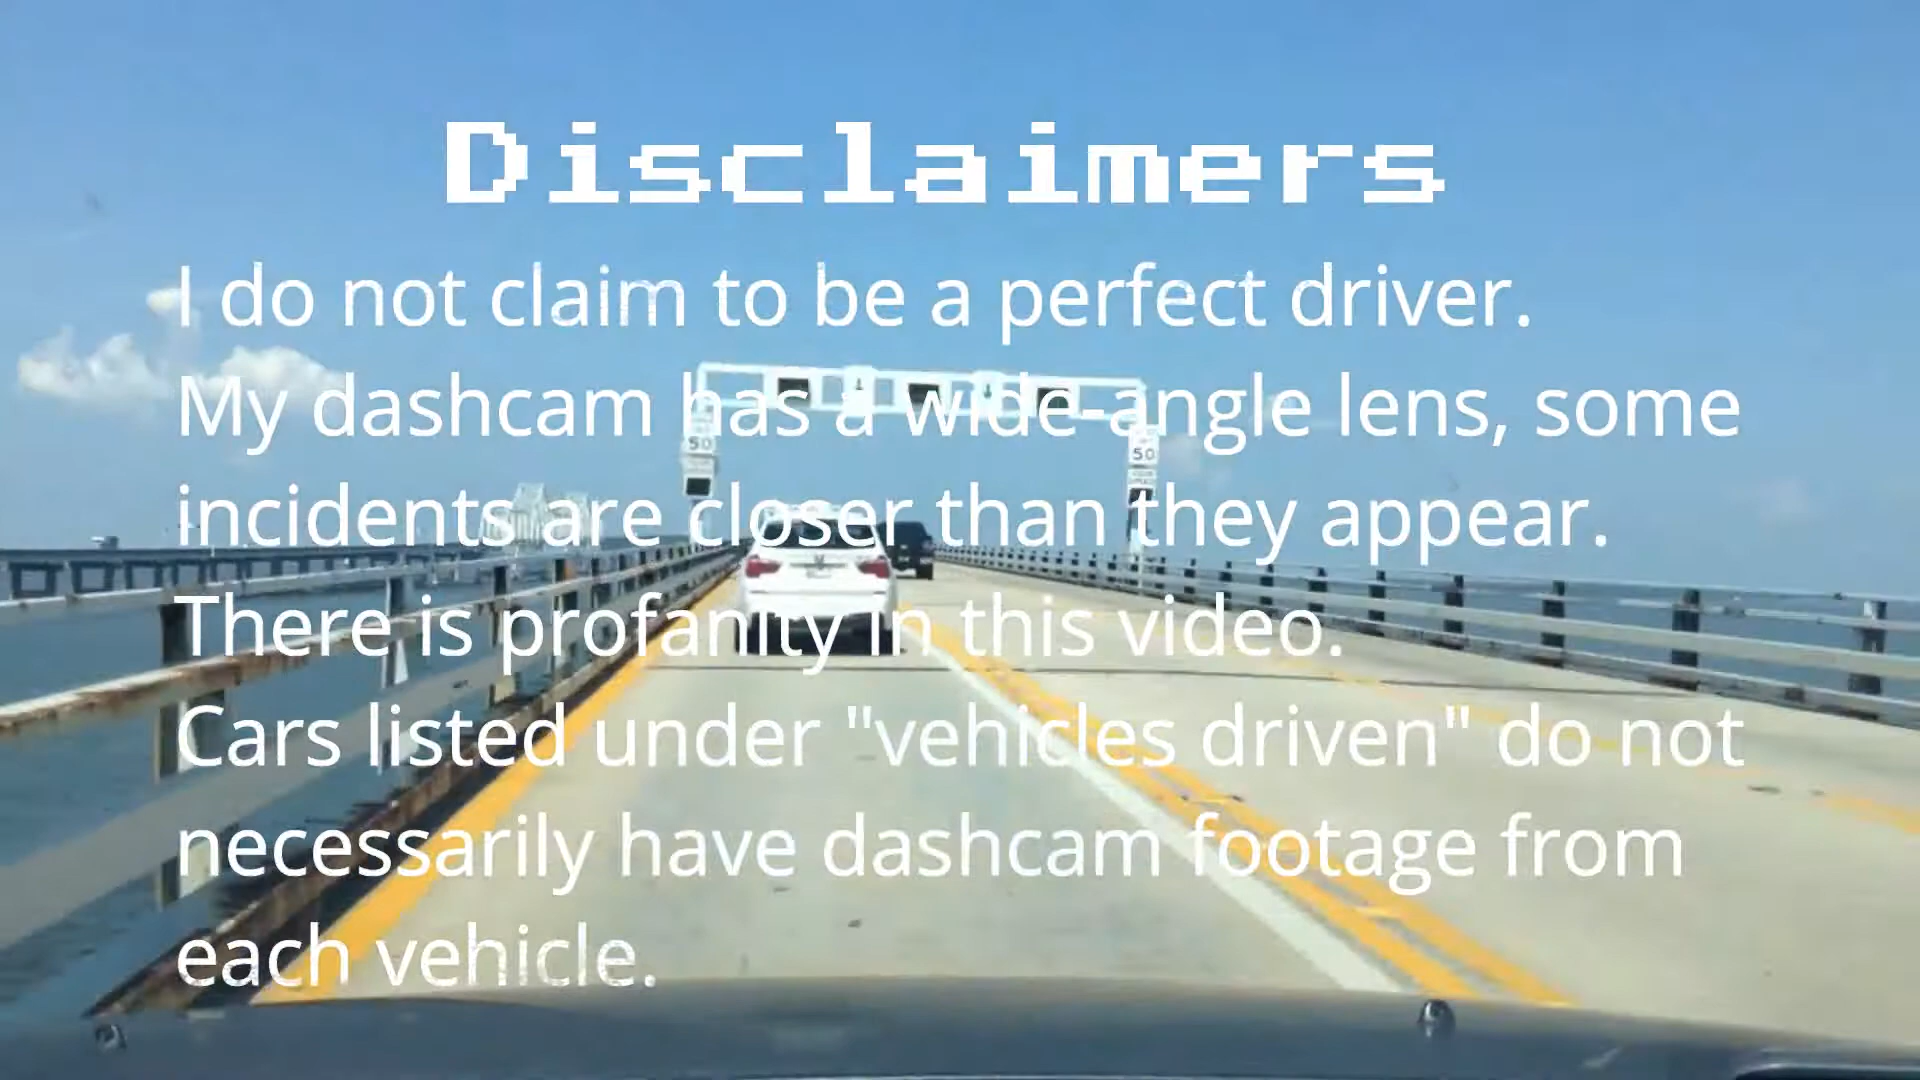 Disclaimers
I do not claim to be a perfect driver.
My dashcam has a wide-angle lens, some
50
50
incidents are closer than they appear.
There is profanity in this video.
Cars listed under "vehicles driven" do not
necessarily have dashcam footage from
each vehicle.